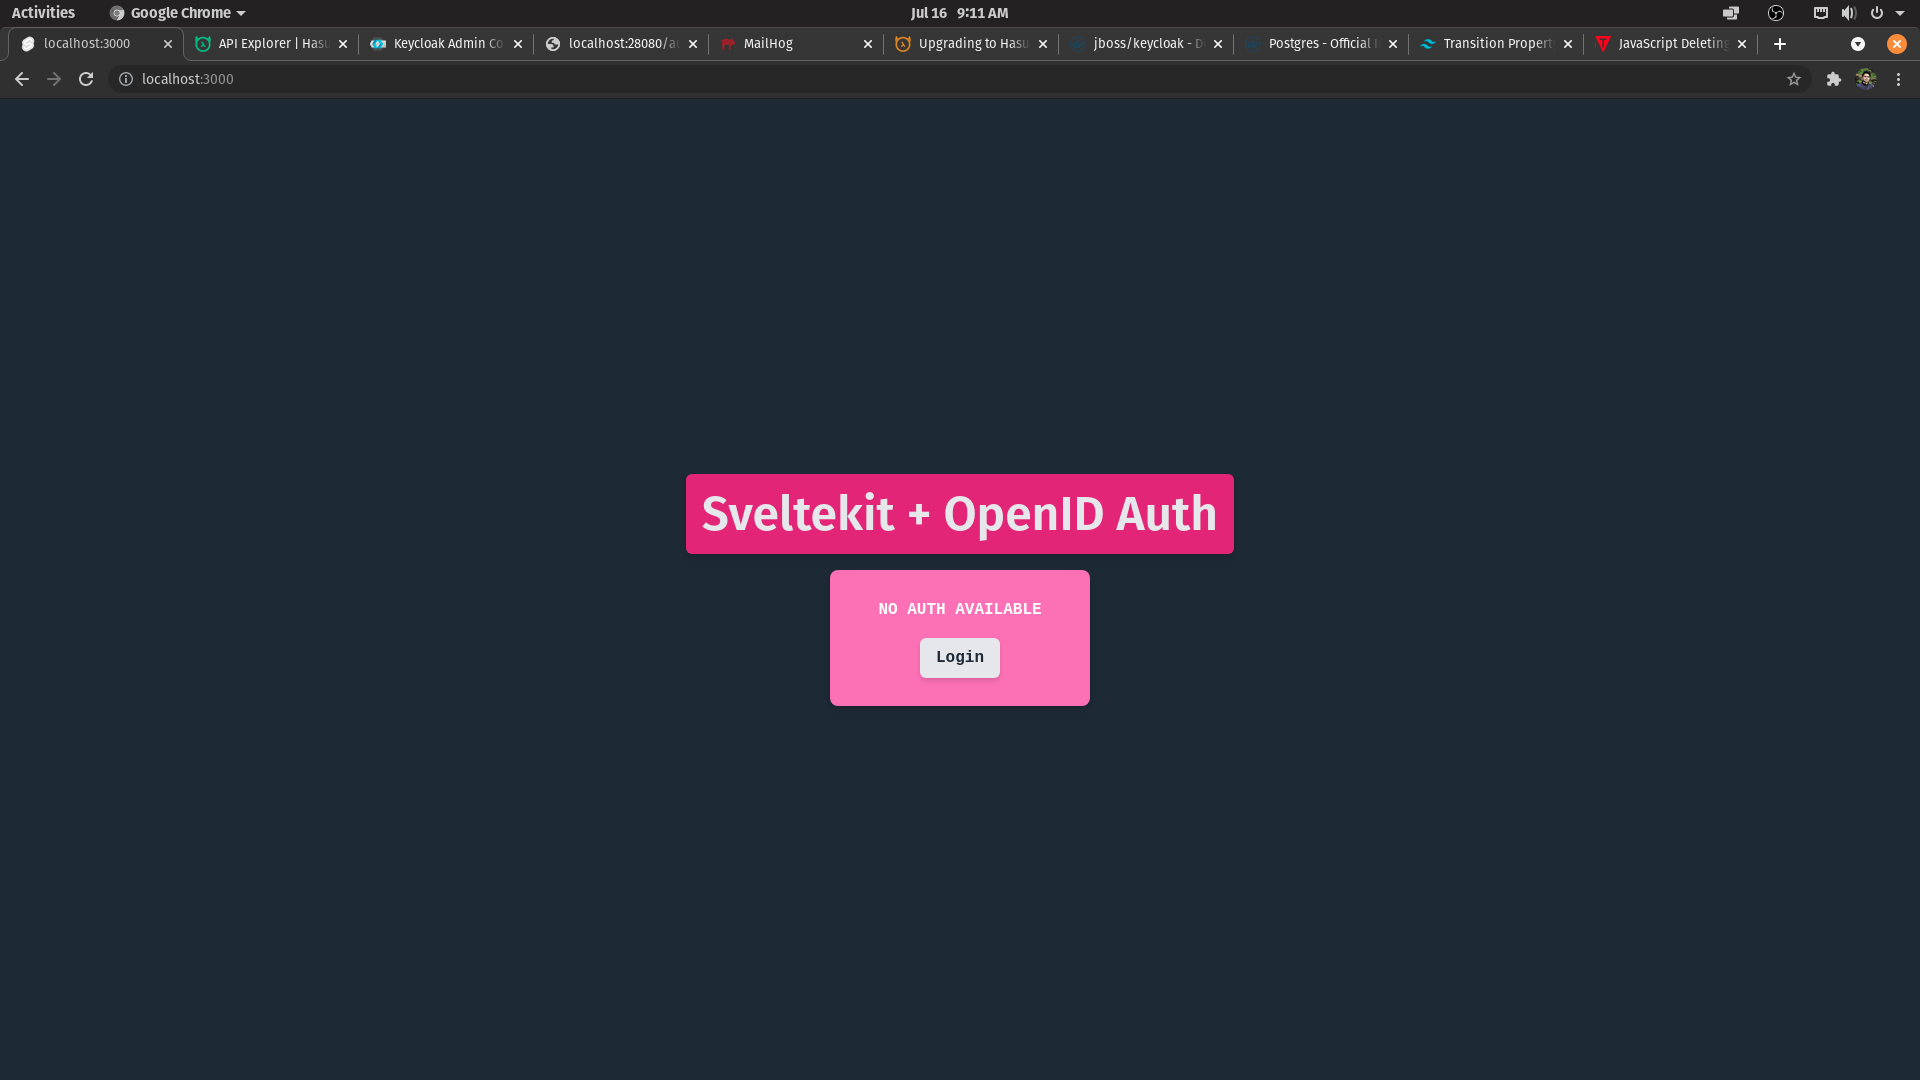 Activities Google Chrome Jul 16 9:11 AM
localhost:3000 API Explorer | Hasu Keycloak Admin Co localhost:28080/a MailHog Upgrading to Hasu jboss/keycloak - D Postgres - Official Transition Propert JavaScript Deleting
localhost:3000
Sveltekit + OpenID Auth
NO AUTH AVAILABLE
Login